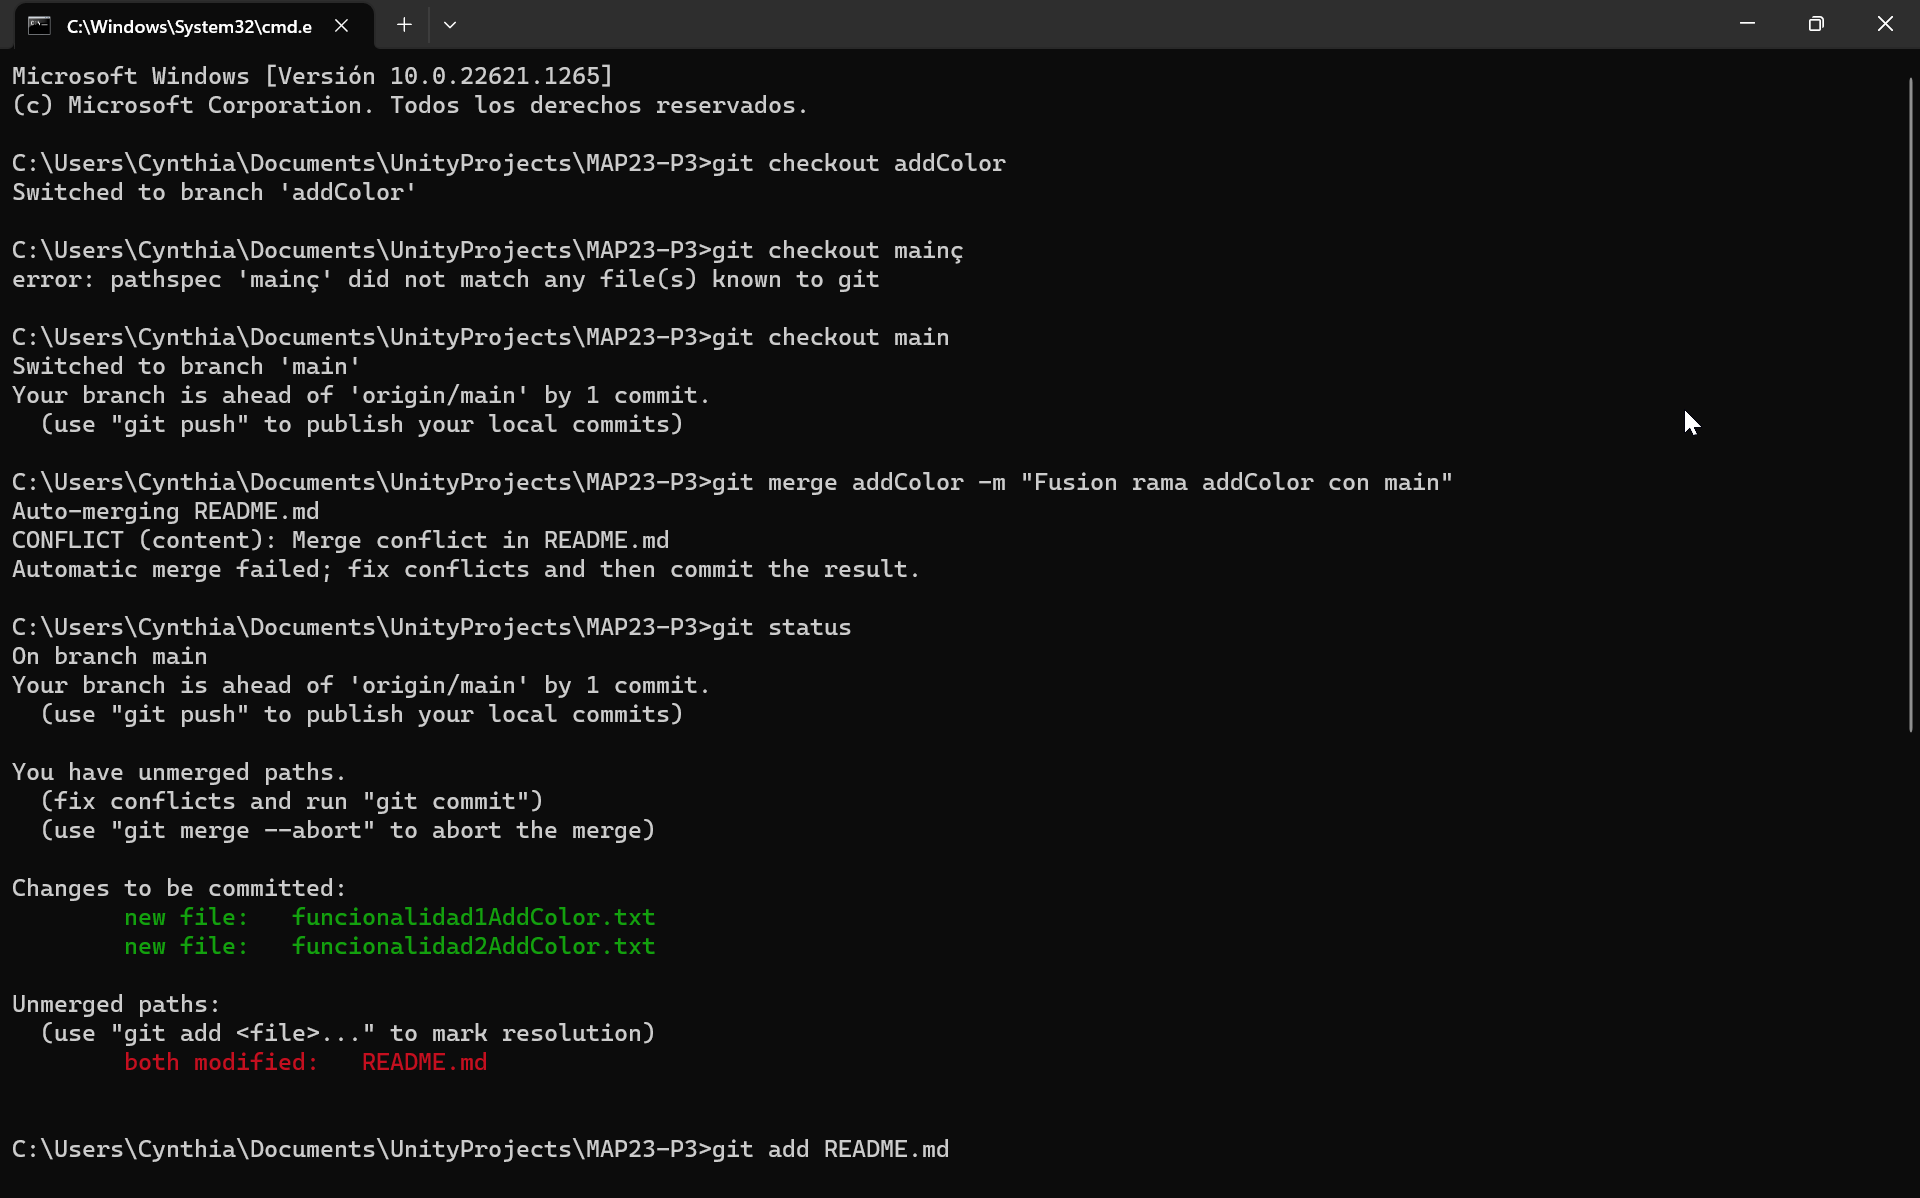 C:\Windows\System32\cmd.e
Microsoft Windows [Versión 10.0.22621.1265]
(c) Microsoft Corporation. Todos los derechos reservados.
C:\Users\Cynthia\Documents\UnityProjects\MAP23-P3>git checkout addColor
Switched to branch 'addColor'
C:\Users\Cynthia\Documents\UnityProjects\MAP23-P3>git checkout mainç
error: pathspec 'mainç' did not match any file(s) known to git
C:\Users\Cynthia\Documents\UnityProjects\MAP23-P3>git checkout main
Switched to branch 'main'
Your branch is ahead of 'origin/main' by 1 commit.
  (use "git push" to publish your local commits)
C:\Users\Cynthia\Documents\UnityProjects\MAP23-P3>git merge addColor -m "Fusion rama addColor con main"
Auto-merging README.md
CONFLICT (content): Merge conflict in README.md
Automatic merge failed; fix conflicts and then commit the result.
C:\Users\Cynthia\Documents\UnityProjects\MAP23-P3>git status
On branch main
Your branch is ahead of 'origin/main' by 1 commit.
  (use "git push" to publish your local commits)
You have unmerged paths.
  (fix conflicts and run "git commit")
  (use "git merge --abort" to abort the merge)
Changes to be committed:
        new file:   funcionalidad1AddColor.txt
        new file:   funcionalidad2AddColor.txt
Unmerged paths:
  (use "git add <file>..." to mark resolution)
        both modified:   README.md
C:\Users\Cynthia\Documents\UnityProjects\MAP23-P3>git add README.md